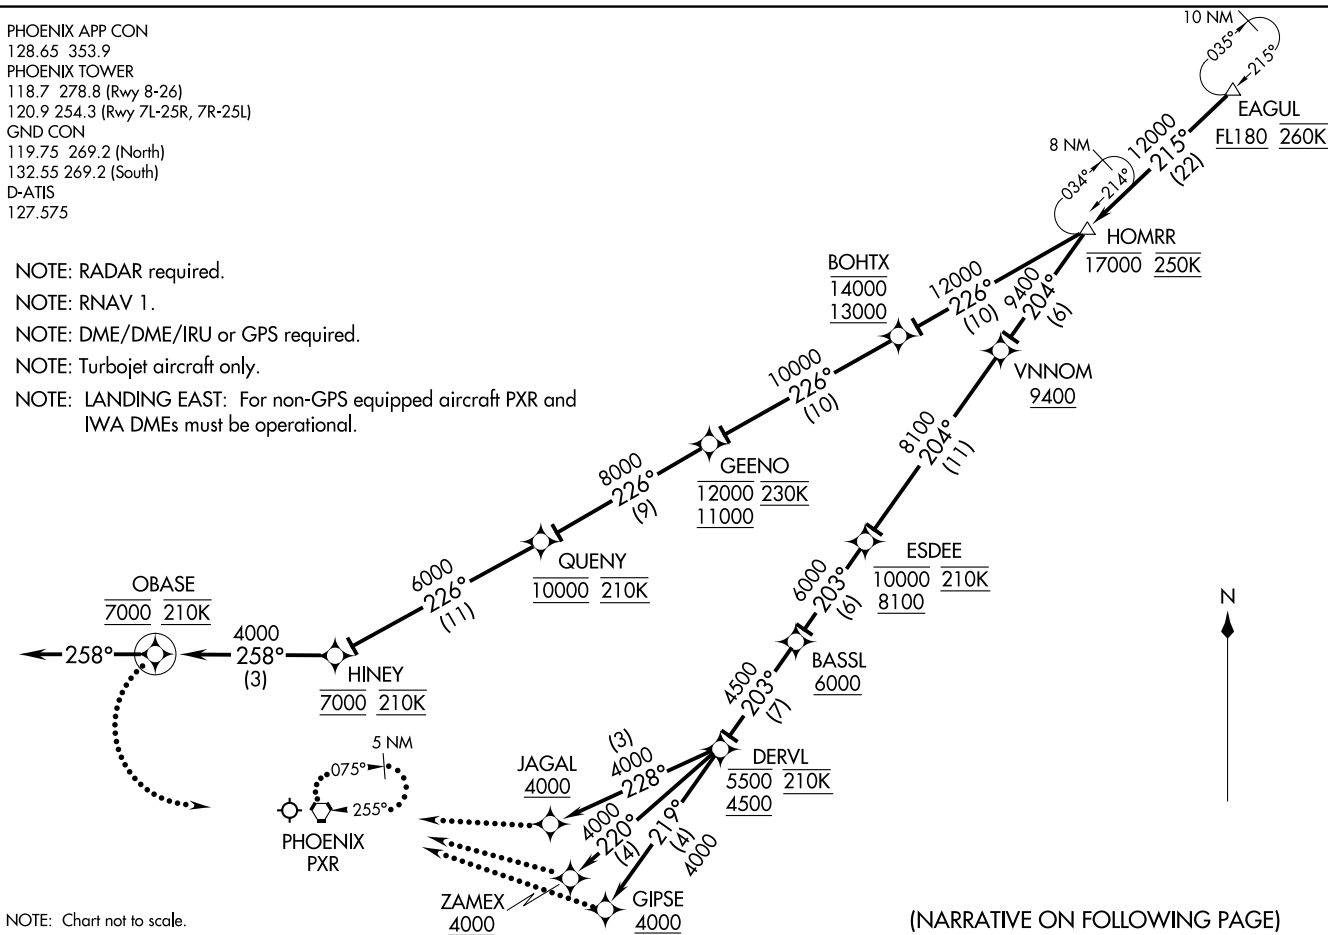 PHOENIX APP CON
128.65 353.9
PHOENIX TOWER
118.7 278.8 (Rwy 8-26)
120.9 254.3 (Rwy 7L-25R, 7R-25L)
GND CON
119.75 269.2 (North)
132.55 269.2 (South)
D-ATIS
127.575
NOTE: RADAR required.
NOTE: RNAV 1.
NOTE: DME/DME/IRU or GPS required.
NOTE: Turbojet aircraft only.
NOTE: LANDING EAST: For non-GPS equipped aircraft PXR and
IWA DMEs must be operational.
10 NM
035°
215°
EAGUL
FL180 260K
12000
215°
(22)
8 NM
034°
214°
HOMRR
17000 250K
BOHTX
14000
13000
12000
226°
(10)
9400
204°
(6)
VNNOM
9400
10000
226°
(10)
GEENO
12000 230K
11000
8100
204°
(11)
8000
226°
(9)
QUENY
10000 210K
ESDEE
10000 210K
8100
6000
226°
(11)
6000
203°
(6)
OBASE
7000 210K
258°
4000
258°
(3)
HINEY
7000 210K
BASSL
6000
4500
203°
(7)
DERVL
5500 210K
4500
(3)
4000
228°
JAGAL
4000
4000
220°
(4)
219°
(4)
4000
5 NM
075°
255°
PHOENIX
PXR
ZAMEX
4000
GIPSE
4000
N
NOTE: Chart not to scale.
(NARRATIVE ON FOLLOWING PAGE)